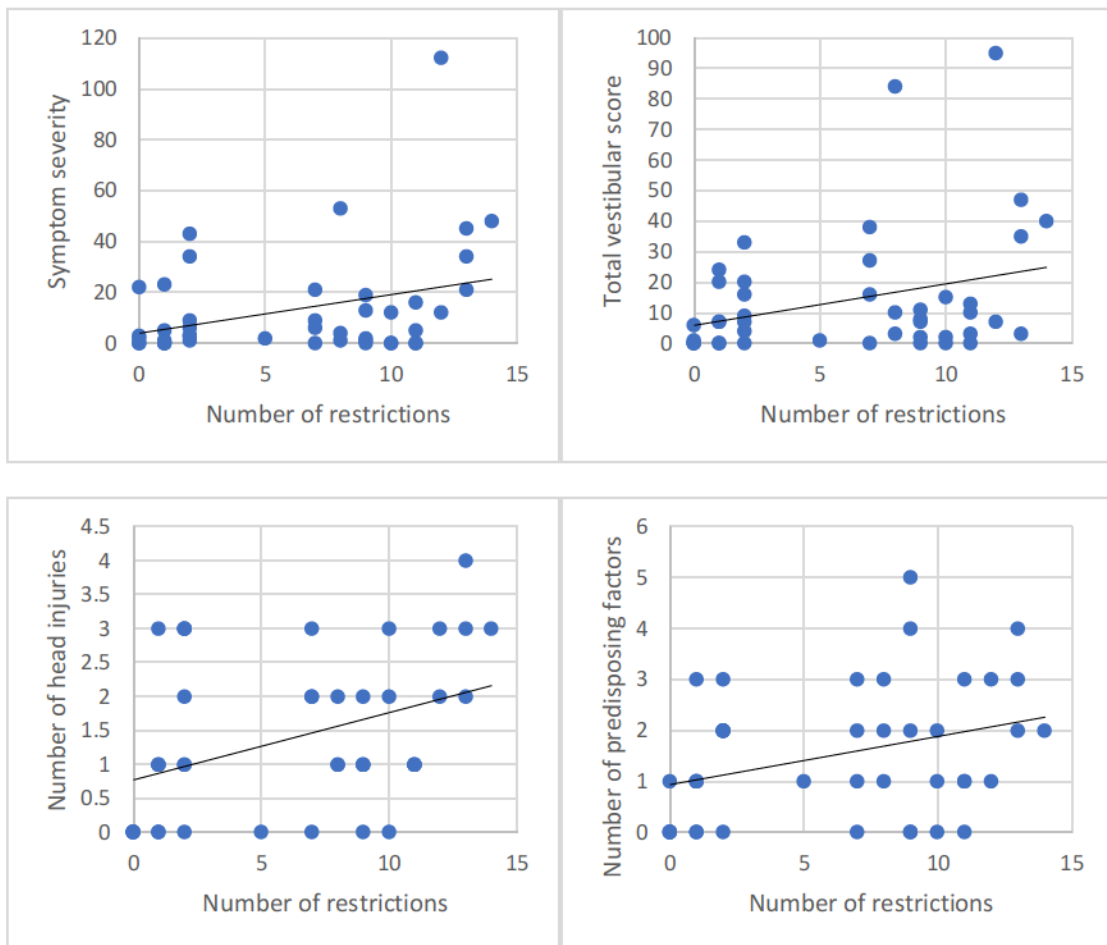 Symptom severity
120
100
80
60
40
20
0
0 5 10 15
Number of restrictions
Total vestibular score
100
90
80
70
60
50
40
30
20
10
0
0 5 10 15
Number of restrictions
Number of head injuries
4.5
4
3.5
3
2.5
2
1.5
1
0.5
0
0 5 10 15
Number of restrictions
Number of predisposing factors
6
5
4
3
2
1
0
0 5 10 15
Number of restrictions